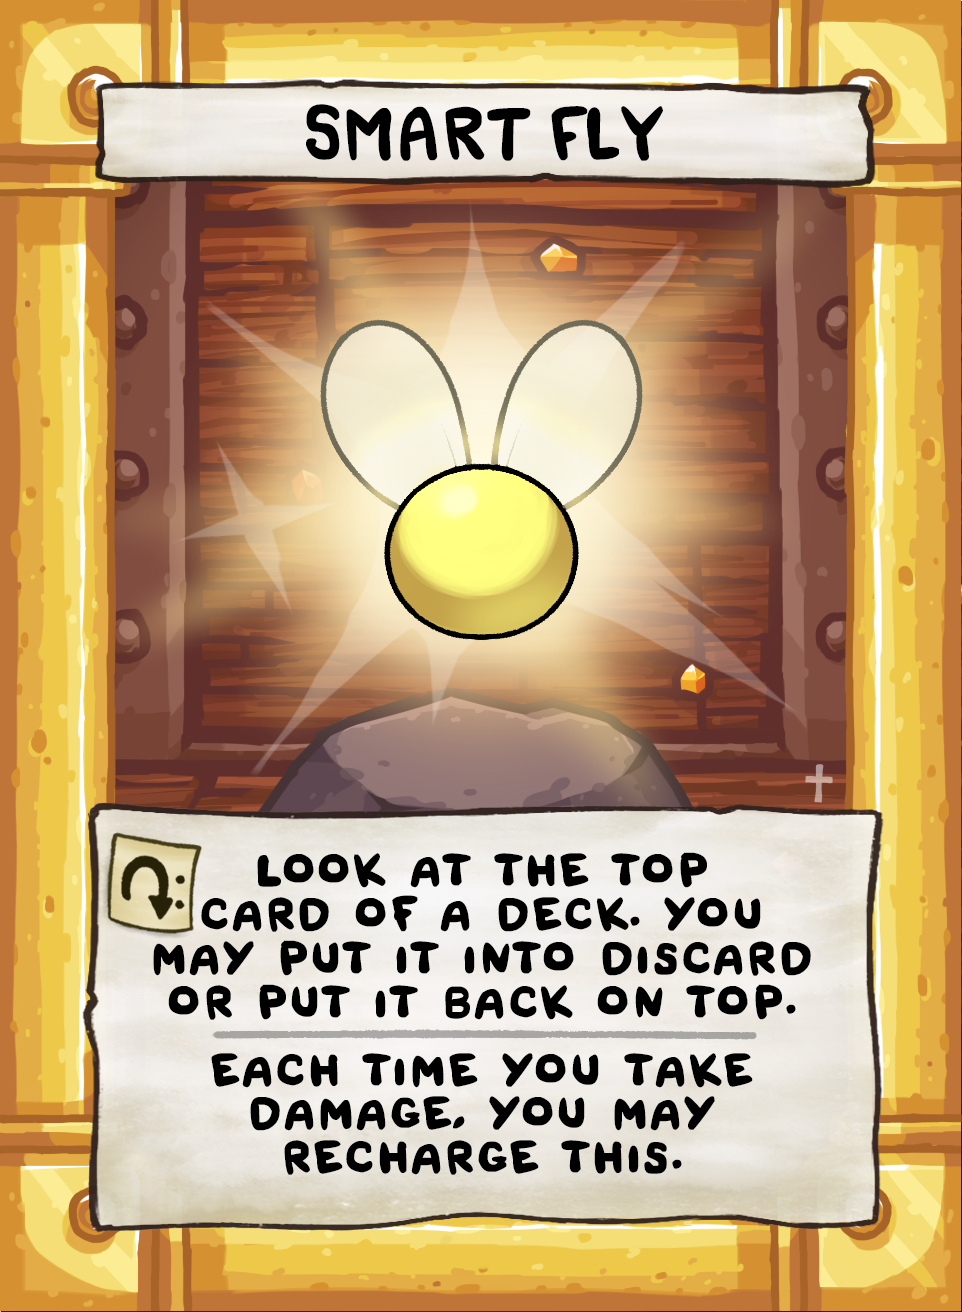 SMART FLY
LOOK AT THE TOP
CARD OF A DECK. YOU
MAY PUT IT INTO DISCARD
OR PUT IT BACK ON TOP.
EACH TIME YOU TAKE
DAMAGE, YOU MAY
RECHARGE THIS.